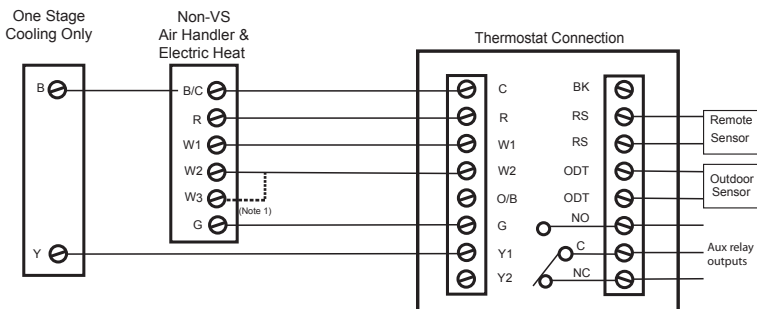 One Stage
Cooling Only
B
Y
Non-VS
Air Handler &
Electric Heat
B/C
R
W1
W2
W3
(Note 1)
G
Thermostat Connection
C
R
W1
W2
O/B
G
Y1
Y2
BK
RS
RS
ODT
ODT
NO
C
NC
Remote
Sensor
Outdoor
Sensor
Aux relay
outputs